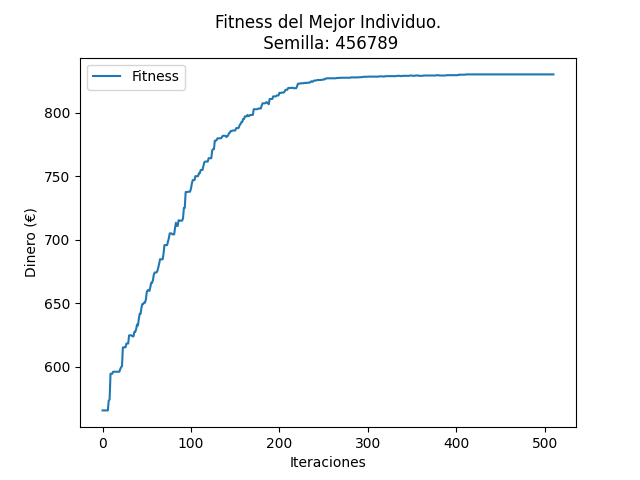 Fitness del Mejor Individuo.
Semilla: 456789
Fitness
Dinero (€)
800
750
700
650
600
0 100 200 300 400 500
Iteraciones